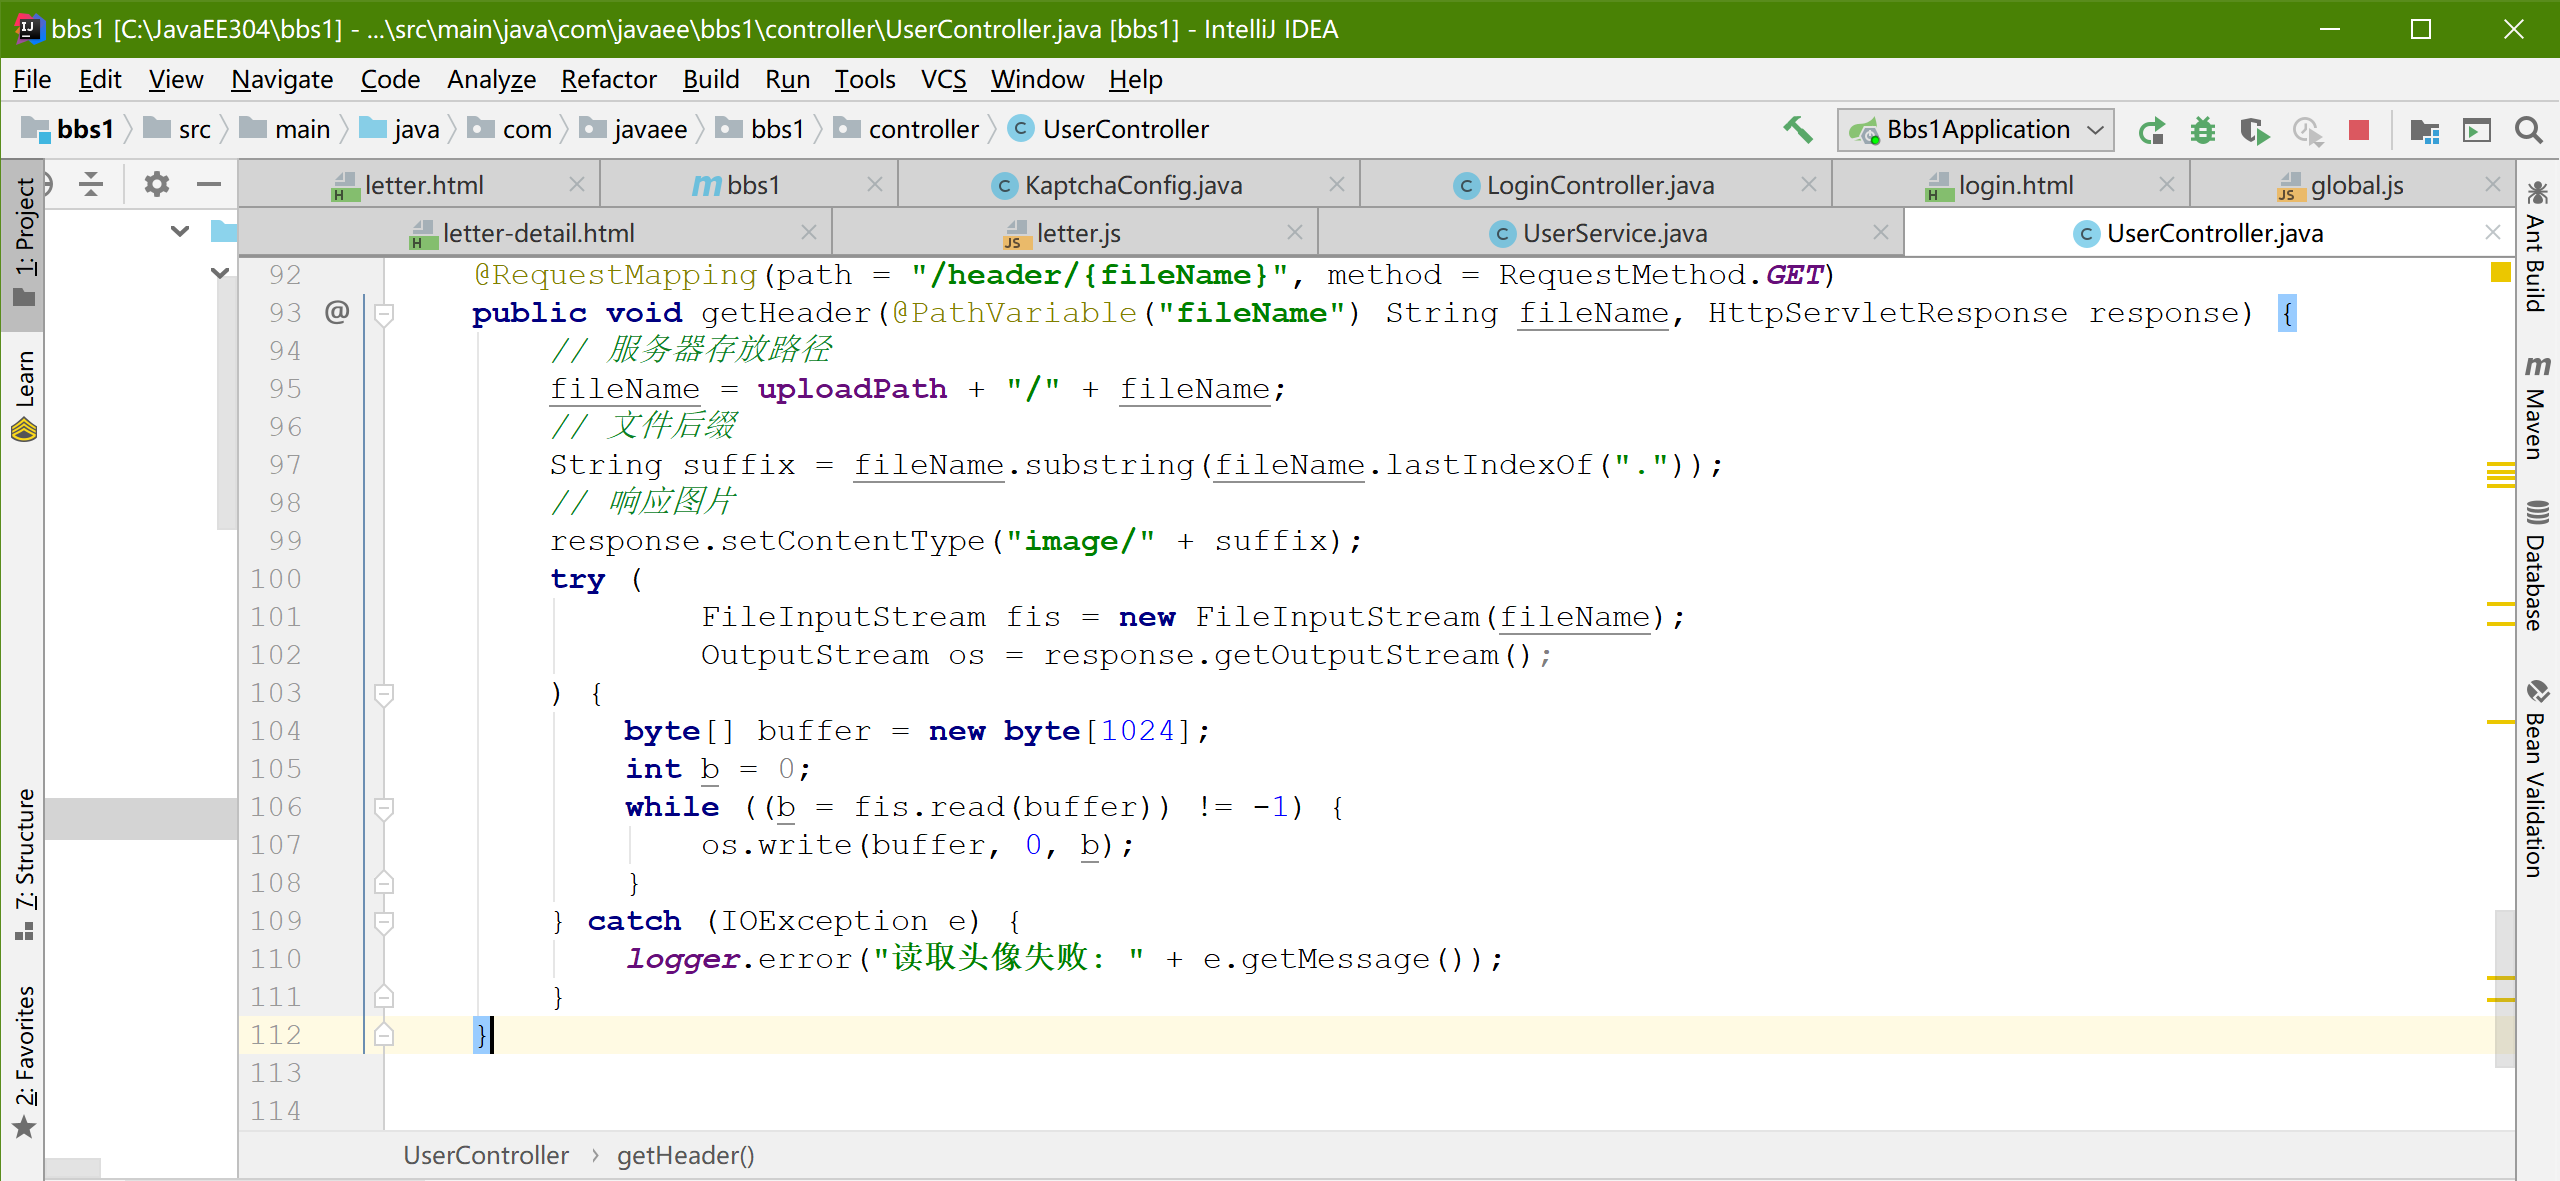 bbs1 [C:\JavaEE304\bbs1] - ...\src\main\java\com\javaee\bbs1\controller\UserController.java [bbs1] - IntelliJ IDEA
File Edit View Navigate Code Analyze Refactor Build Run Tools VCS Window Help
bbs1 src main java com javaee bbs1 controller UserController Bbs1Application
letter.html bbs1 KaptchaConfig.java LoginController.java login.html global.js
letter-detail.html letter.js UserService.java UserController.java
1: Project
Learn
7: Structure
2: Favorites
92 @RequestMapping(path = "/header/{fileName}", method = RequestMethod.GET)
93 @ public void getHeader(@PathVariable("fileName") String fileName, HttpServletResponse response) {
94 // 服务器存放路径
95 fileName = uploadPath + "/" + fileName;
96 // 文件后缀
97 String suffix = fileName.substring(fileName.lastIndexOf("."));
98 // 响应图片
99 response.setContentType("image/" + suffix);
100 try (
101 FileInputStream fis = new FileInputStream(fileName);
102 OutputStream os = response.getOutputStream();
103 ) {
104 byte[] buffer = new byte[1024];
105 int b = 0;
106 while ((b = fis.read(buffer)) != -1) {
107 os.write(buffer, 0, b);
108 }
109 } catch (IOException e) {
110 logger.error("读取头像失败: " + e.getMessage());
111 }
112 }
113
114
UserController › getHeader()
Ant Build
Maven
Database
Bean Validation